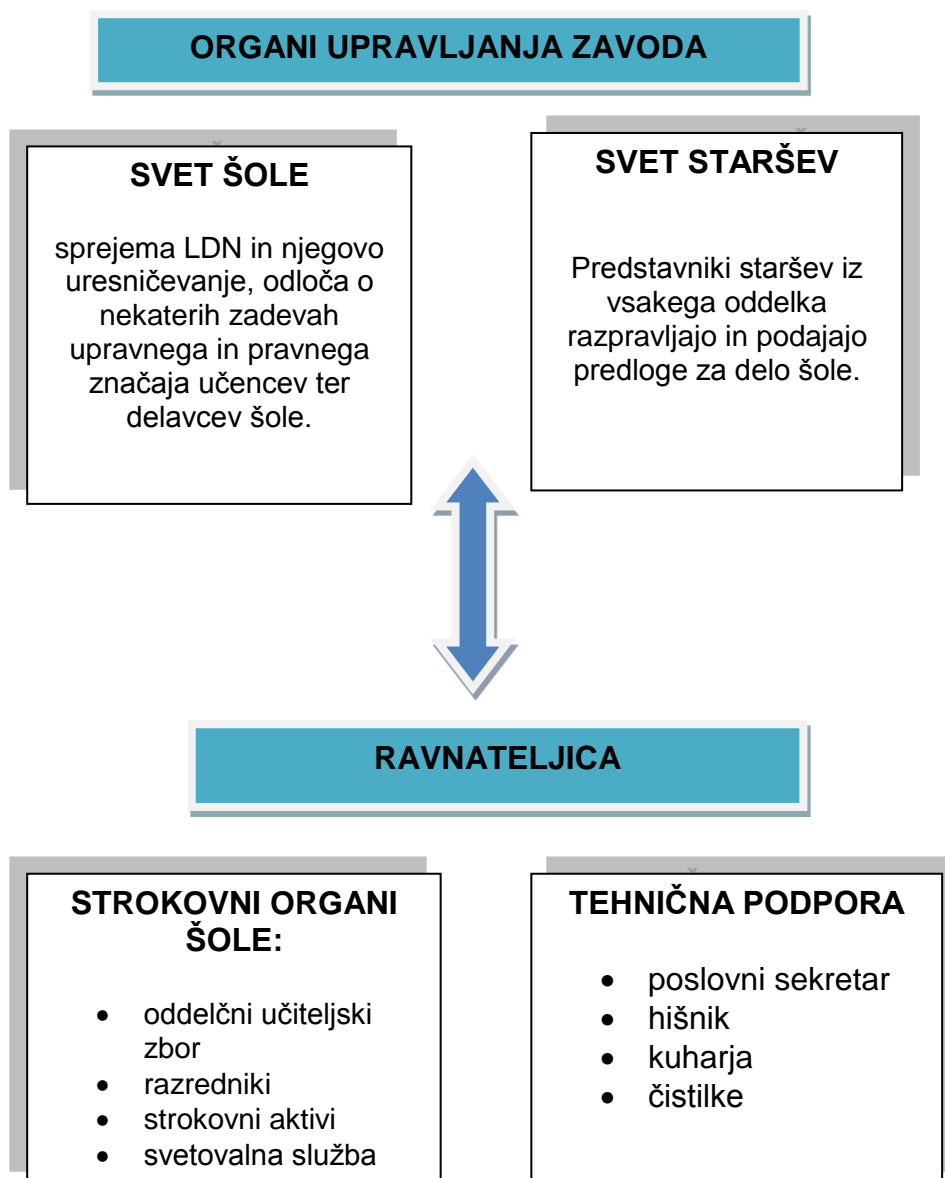 ORGANI UPRAVLJANJA ZAVODA
SVET ŠOLE
sprejema LDN in njegovo
uresničevanje, odloča o
nekaterih zadevah
upravnega in pravnega
značaja učencev ter
delavcev šole.
SVET STARŠEV
Predstavniki staršev iz
vsakega oddelka
razpravljajo in podajajo
predloge za delo šole.
RAVNATELJICA
STROKOVNI ORGANI
ŠOLE:
• oddelčni učiteljski
zbor
• razredniki
• strokovni aktivi
• svetovalna služba
TEHNIČNA PODPORA
• poslovni sekretar
• hišnik
• kuharja
• čistilke